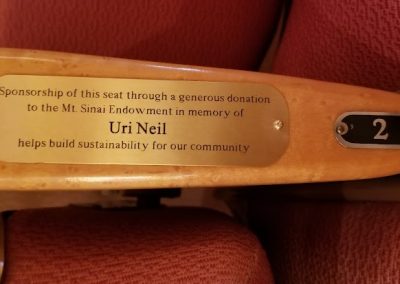 Sponsorship of this seat through a generous donation
to the Mt. Sinai Endowment in memory of
Uri Neil
helps build sustainability for our community
2